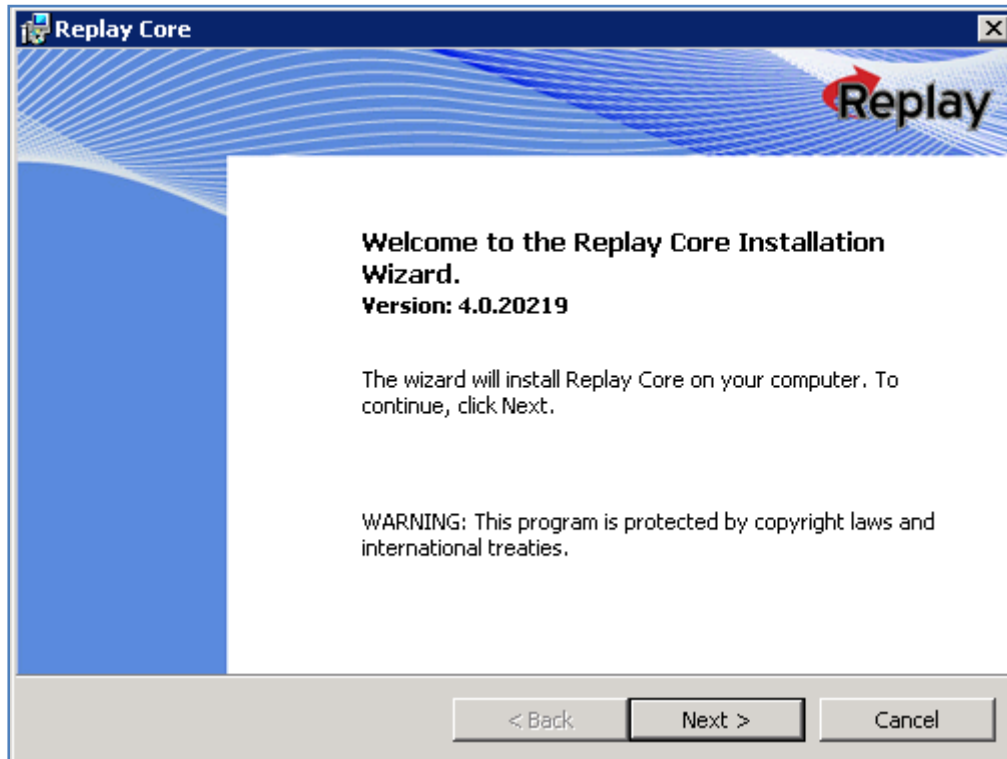 Replay Core
Replay
Welcome to the Replay Core Installation
Wizard.
Version: 4.0.20219
The wizard will install Replay Core on your computer. To
continue, click Next.
WARNING: This program is protected by copyright laws and
international treaties.
< Back
Next >
Cancel